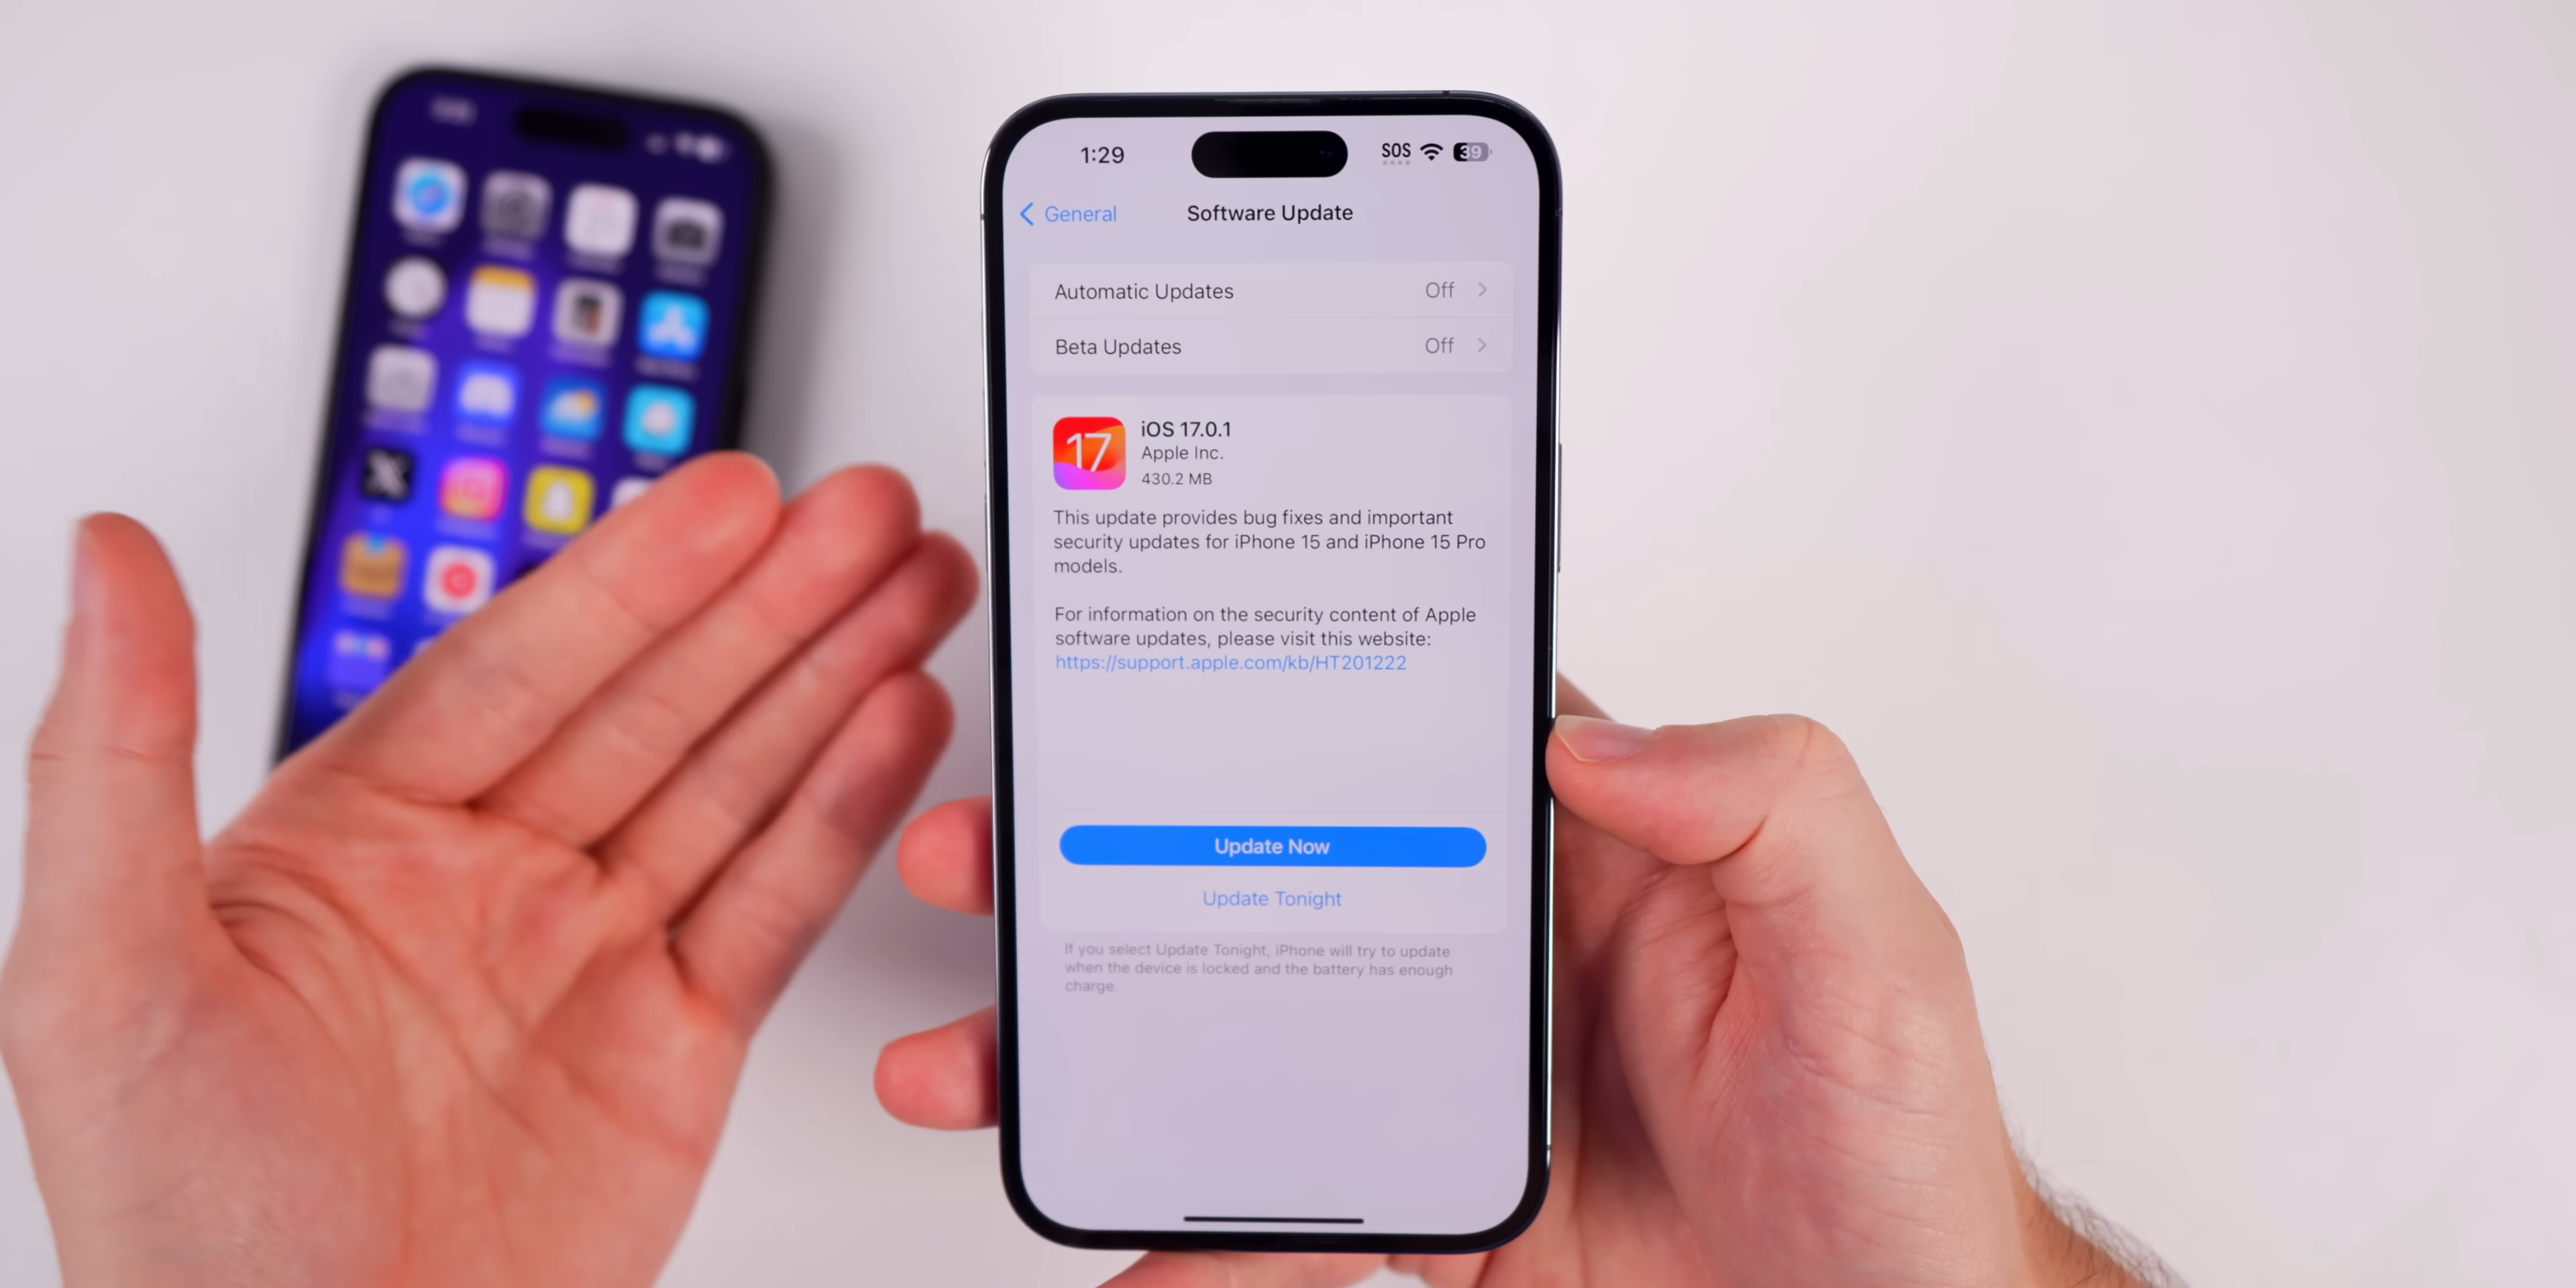 1:29 SOS 39
General Software Update
Automatic Updates Off
Beta Updates Off
17
iOS 17.0.1
Apple Inc.
430.2 MB
This update provides bug fixes and important
security updates for iPhone 15 and iPhone 15 Pro
models.
For information on the security content of Apple
software updates, please visit this website:
https://support.apple.com/kb/HT201222
Update Now
Update Tonight
If you select Update Tonight, iPhone will try to update
when the device is locked and the battery has enough
charge.